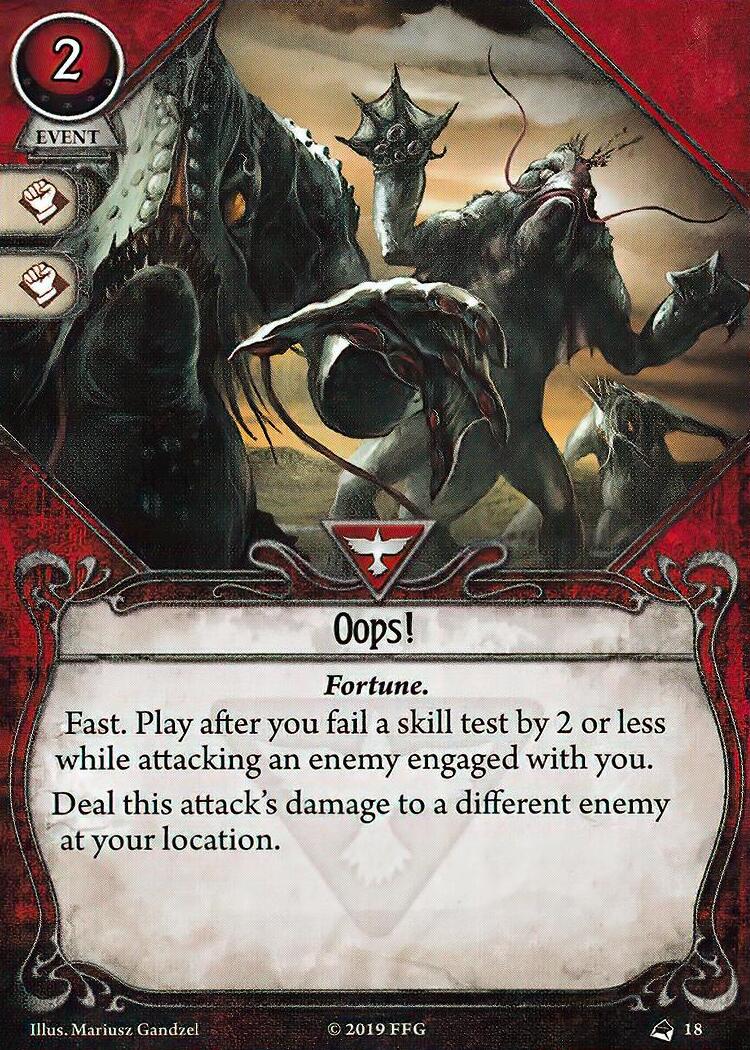 2
EVENT
Oops!
Fortune.
Fast. Play after you fail a skill test by 2 or less
while attacking an enemy engaged with you.
Deal this attack's damage to a different enemy
at your location.
Illus. Mariusz Gandzel
© 2019 FFG
18